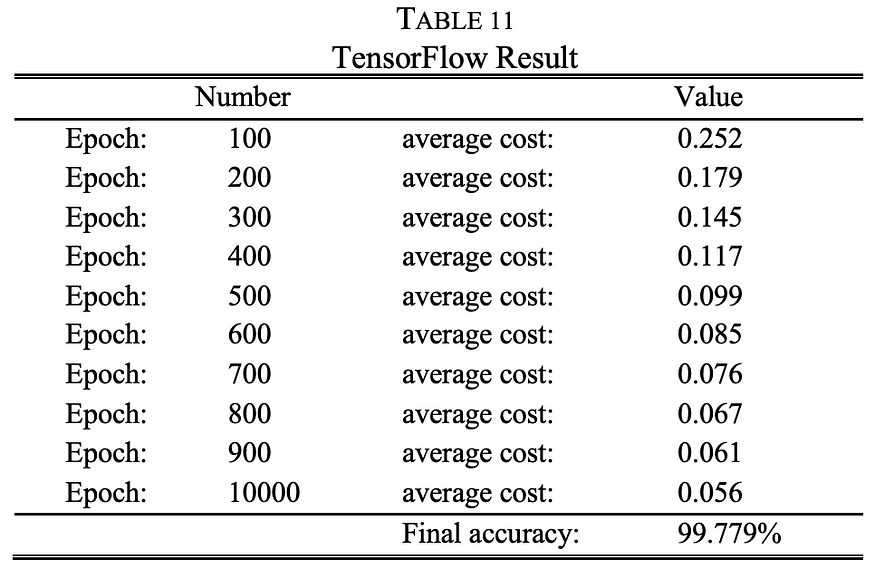 TABLE 11
TensorFlow Result
Number Value
Epoch: 100 average cost: 0.252
Epoch: 200 average cost: 0.179
Epoch: 300 average cost: 0.145
Epoch: 400 average cost: 0.117
Epoch: 500 average cost: 0.099
Epoch: 600 average cost: 0.085
Epoch: 700 average cost: 0.076
Epoch: 800 average cost: 0.067
Epoch: 900 average cost: 0.061
Epoch: 10000 average cost: 0.056
Final accuracy: 99.779%